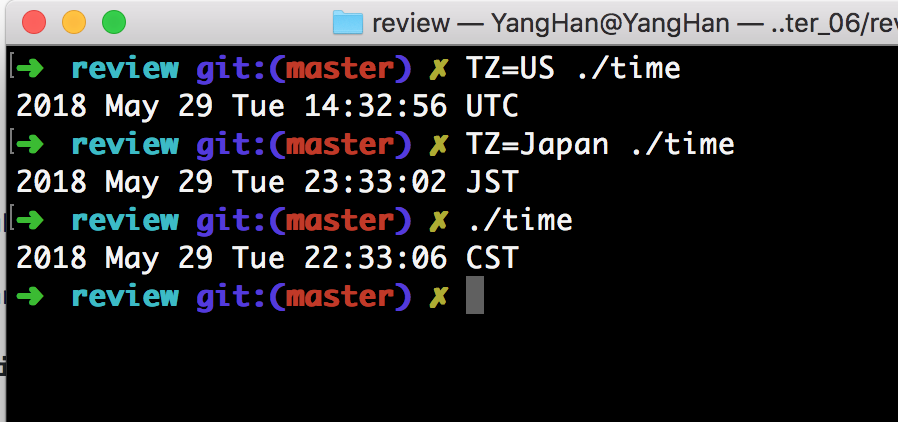 review — YangHan@YangHan — ..ter_06/rev
➜ review git:(master) ✗ TZ=US ./time
2018 May 29 Tue 14:32:56 UTC
➜ review git:(master) ✗ TZ=Japan ./time
2018 May 29 Tue 23:33:02 JST
➜ review git:(master) ✗ ./time
2018 May 29 Tue 22:33:06 CST
➜ review git:(master) ✗